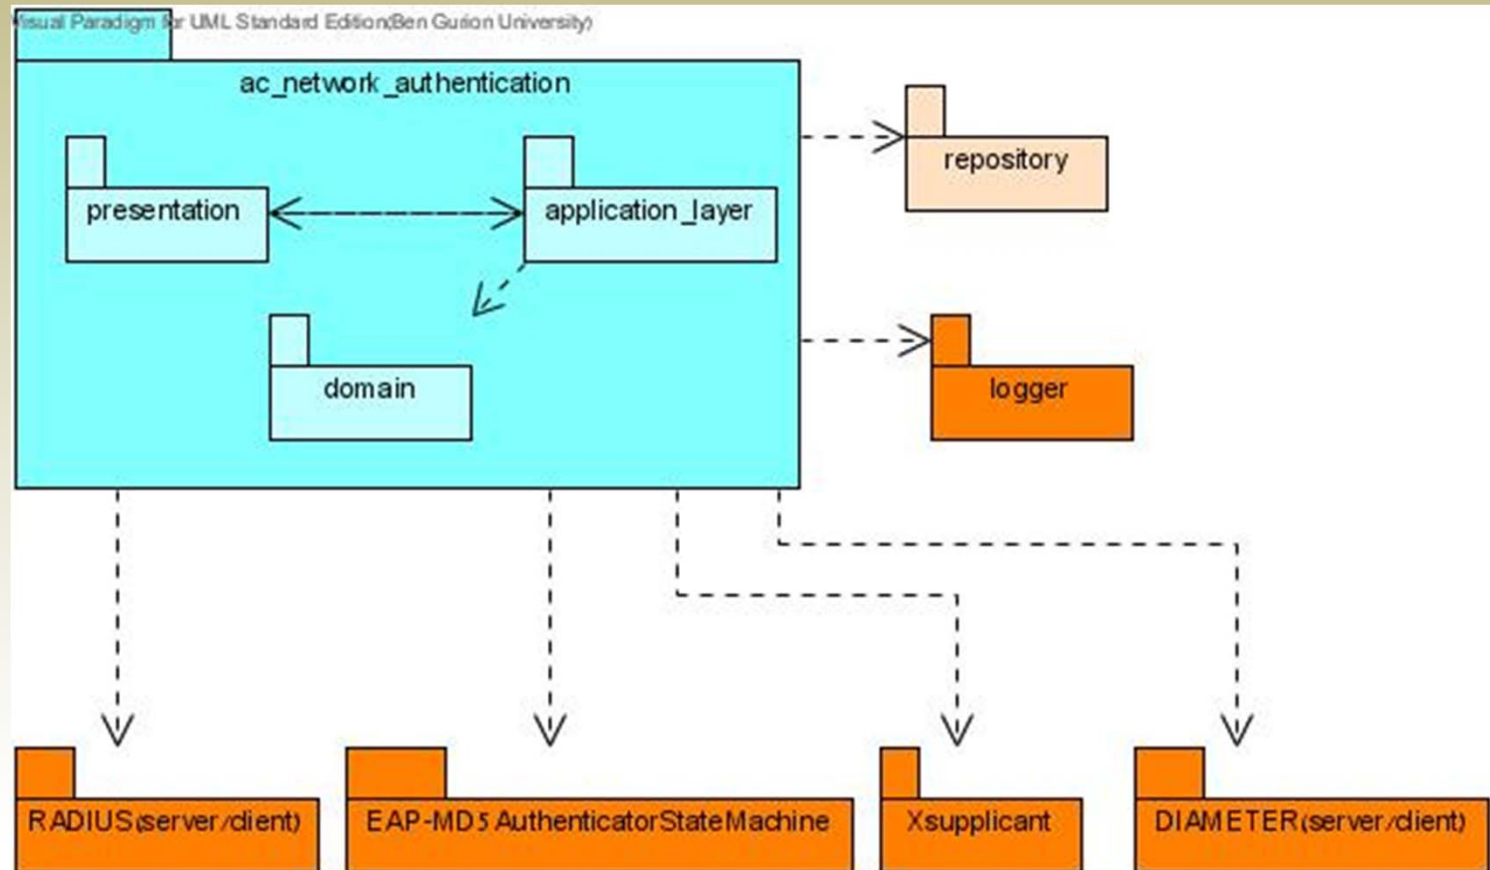 Visual Paradigm for UML Standard Edition(Ben Gurion University)
ac_network_authentication
presentation
application_layer
repository
domain
logger
RADIUS(server/client)
EAP-MD5 AuthenticatorStateMachine
Xsupplicant
DIAMETER(server/client)